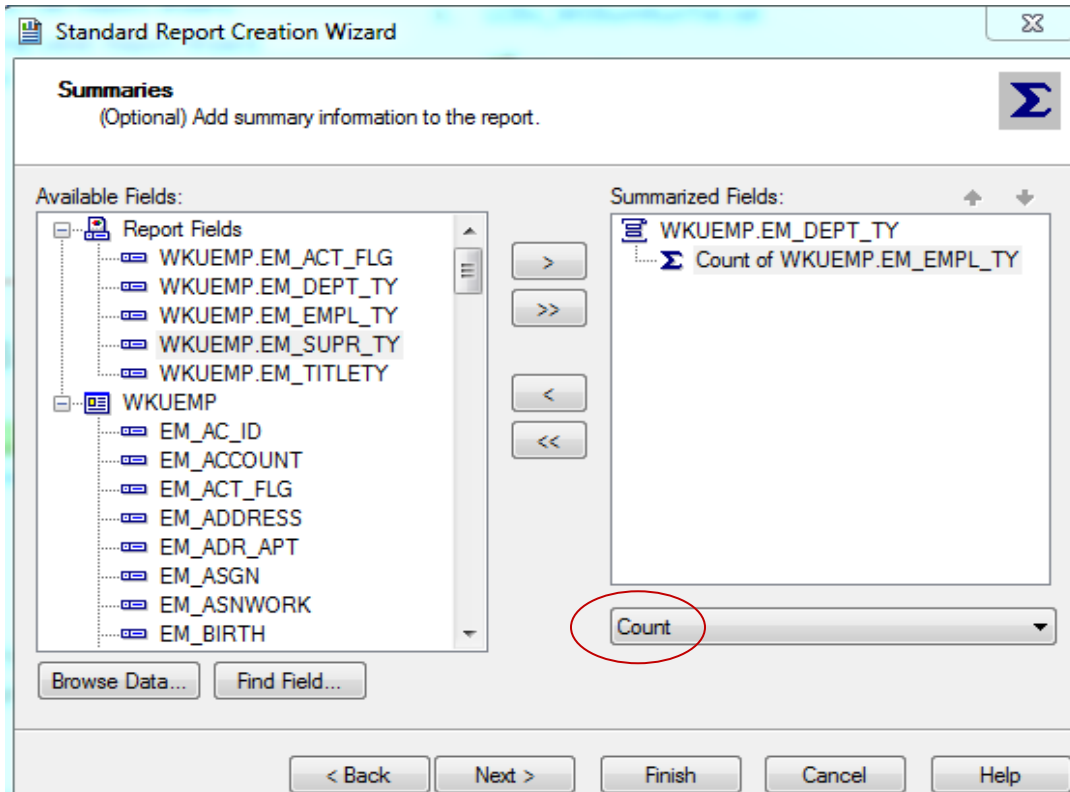 Standard Report Creation Wizard
Summaries
(Optional) Add summary information to the report.
Available Fields:
Report Fields
WKUEMP.EM_ACT_FLG
WKUEMP.EM_DEPT_TY
WKUEMP.EM_EMPL_TY
WKUEMP.EM_SUPR_TY
WKUEMP.EM_TITLETY
WKUEMP
EM_AC_ID
EM_ACCOUNT
EM_ACT_FLG
EM_ADDRESS
EM_ADR_APT
EM_ASGN
EM_ASNWORK
EM_BIRTH
Browse Data... Find Field...
>
>>
<
<<
Summarized Fields:
WKUEMP.EM_DEPT_TY
Σ Count of WKUEMP.EM_EMPL_TY
Count
Σ
< Back Next > Finish Cancel Help